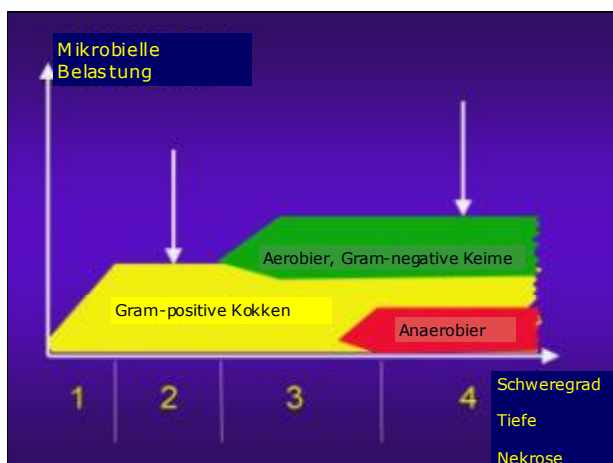 Mikrobielle
Belastung
Aerobier, Gram-negative Keime
Gram-positive Kokken
Anaerobier
1 2 3 4
Schweregrad
Tiefe
Nekrose